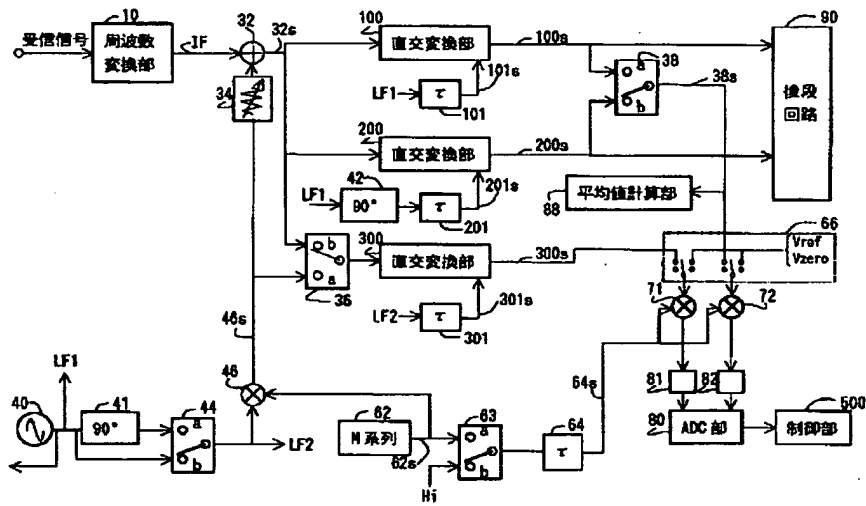 10
32
32s
100
100s
90
受信信号
周波数
変換部
IF
直交変換部
101s
38
a
b
38s
34
LF1
τ
101
後段
回路
200
直交変換部
200s
42
201s
LF1
90°
τ
201
平均値計算部
88
66
Vref
Vzero
b
a
36
300
直交変換部
300s
301s
LF2
τ
301
71
72
46s
46
64s
LF1
40
41
90°
44
a
b
LF2
62
M系列
62s
63
a
b
Hi
64
τ
81
82
80
ADC部
500
制御部